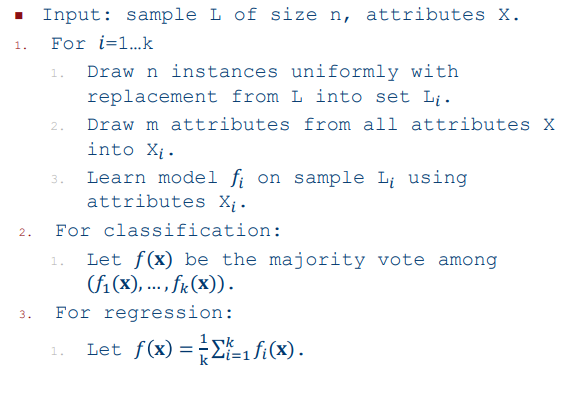 ▪ Input: sample L of size n, attributes X.
1. For i=1…k
1. Draw n instances uniformly with
replacement from L into set Lᵢ.
2. Draw m attributes from all attributes X
into Xᵢ.
3. Learn model fᵢ on sample Lᵢ using
attributes Xᵢ.
2. For classification:
1. Let f(𝐱) be the majority vote among
(f₁(𝐱), … , fₖ(𝐱)).
3. For regression:
1. Let f(𝐱) = 1/k ∑ᵢ₌₁ᵏ fᵢ(𝐱).